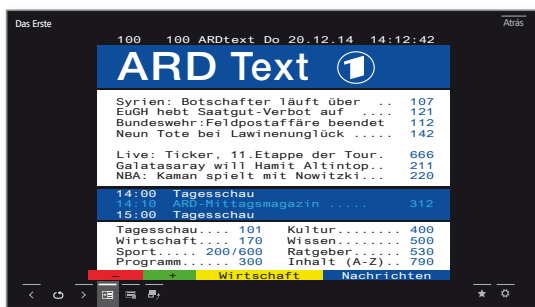 Das Erste
Atrás
100 100 ARDtext Do 20.12.14 14:12:42
ARD Text 1
Syrien: Botschafter läuft über .. 107
EuGH hebt Saatgut-Verbot auf .... 121
Bundeswehr:Feldpostaffäre beendet 112
Neun Tote bei Lawinenunglück ..... 142
Live: Ticker, 11.Etappe der Tour. 666
Galatasaray will Hamit Altintop.. 211
NBA: Kaman spielt mit Nowitzki... 220
14:00 Tagesschau
14:10 ARD-Mittagsmagazin ..... 312
15:00 Tagesschau
Tagesschau.... 101 Kultur........ 400
Wirtschaft.... 170 Wissen........ 500
Sport..... 200/600 Ratgeber...... 530
Programm...... 300 Inhalt (A-Z).. 790
- + Wirtschaft Nachrichten